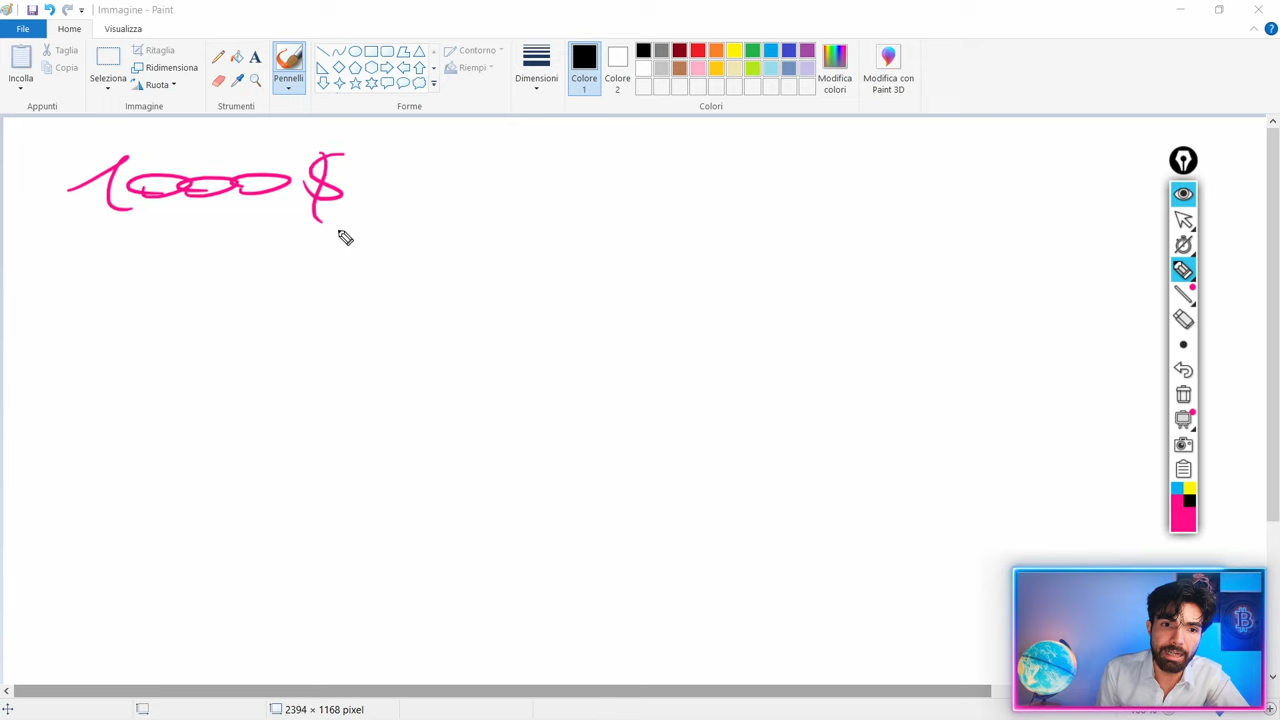 Immagine - Paint
File Home Visualizza
Incolla
Taglia
Copia
Appunti
Seleziona
Ritaglia
Ridimensiona
Ruota
Immagine
A
Strumenti
Pennelli
Contorno
Riempi
Forme
Dimensioni
Colore 1
Colore 2
Modifica colori
Colori
Modifica con Paint 3D
1000 $
2394 × 1168 pixel